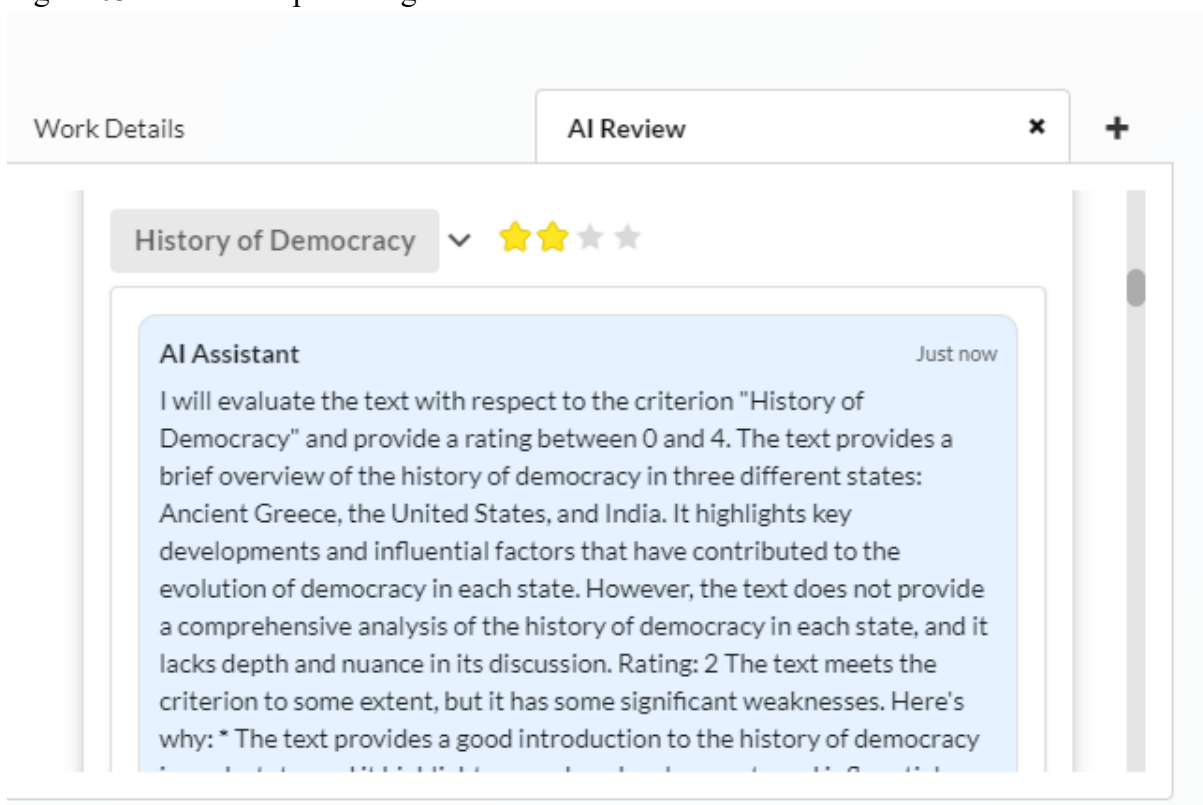 Work Details
AI Review
History of Democracy
AI Assistant
Just now
I will evaluate the text with respect to the criterion "History of
Democracy" and provide a rating between 0 and 4. The text provides a
brief overview of the history of democracy in three different states:
Ancient Greece, the United States, and India. It highlights key
developments and influential factors that have contributed to the
evolution of democracy in each state. However, the text does not provide
a comprehensive analysis of the history of democracy in each state, and it
lacks depth and nuance in its discussion. Rating: 2 The text meets the
criterion to some extent, but it has some significant weaknesses. Here's
why: * The text provides a good introduction to the history of democracy